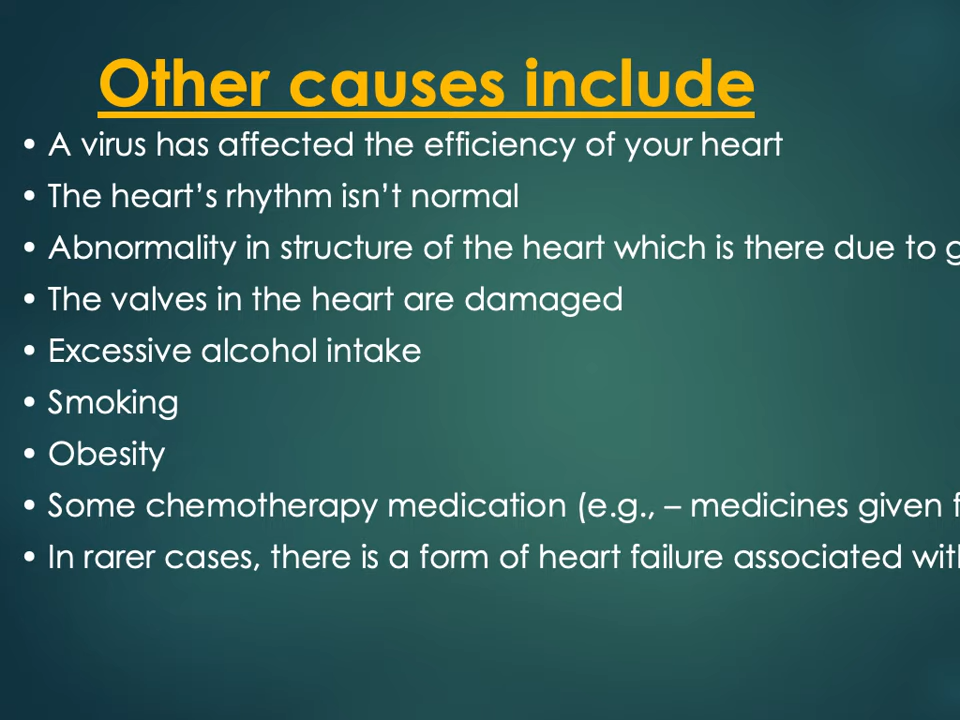 Other causes include
• A virus has affected the efficiency of your heart
• The heart’s rhythm isn’t normal
• Abnormality in structure of the heart which is there due to
• The valves in the heart are damaged
• Excessive alcohol intake
• Smoking
• Obesity
• Some chemotherapy medication (e.g., – medicines given
• In rarer cases, there is a form of heart failure associated